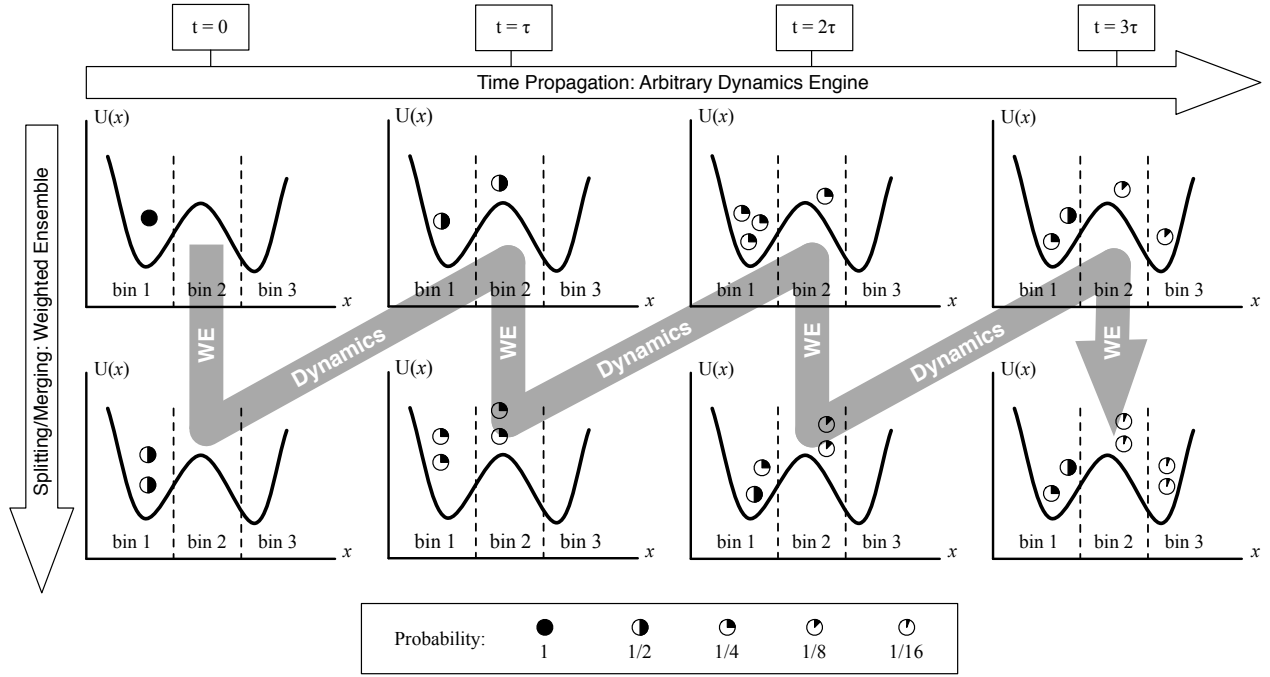 t = 0
t = τ
t = 2τ
t = 3τ
Time Propagation: Arbitrary Dynamics Engine
Splitting/Merging: Weighted Ensemble
U(x)
U(x)
U(x)
U(x)
bin 1 bin 2 bin 3 x
bin 1 bin 2 bin 3 x
bin 1 bin 2 bin 3 x
bin 1 bin 2 bin 3 x
WE
Dynamics
WE
Dynamics
WE
Dynamics
WE
U(x)
U(x)
U(x)
U(x)
bin 1 bin 2 bin 3 x
bin 1 bin 2 bin 3 x
bin 1 bin 2 bin 3 x
bin 1 bin 2 bin 3 x
Probability:
1 1/2 1/4 1/8 1/16